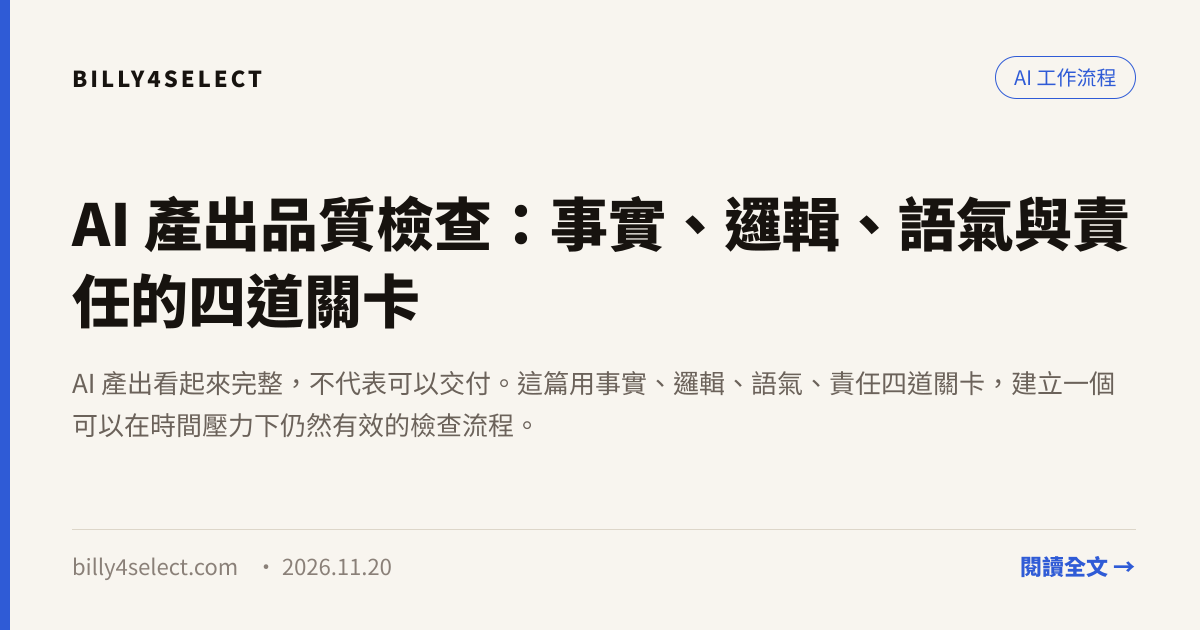 BILLY4SELECT
AI 工作流程
AI 產出品質檢查：事實、邏輯、語氣與責
任的四道關卡
AI 產出看起來完整，不代表可以交付。這篇用事實、邏輯、語氣、責任四道關卡，建立一個
可以在時間壓力下仍然有效的檢查流程。
billy4select.com ・ 2026.11.20
閱讀全文 →